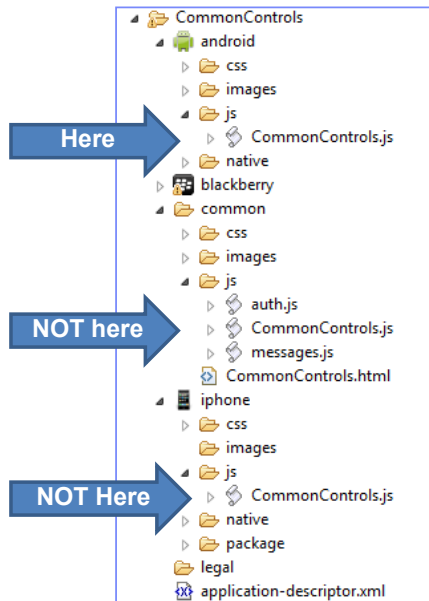 CommonControls
android
css
images
js
Here
CommonControls.js
native
blackberry
common
css
images
js
auth.js
NOT here
CommonControls.js
messages.js
CommonControls.html
iphone
css
images
js
NOT Here
CommonControls.js
native
package
legal
application-descriptor.xml